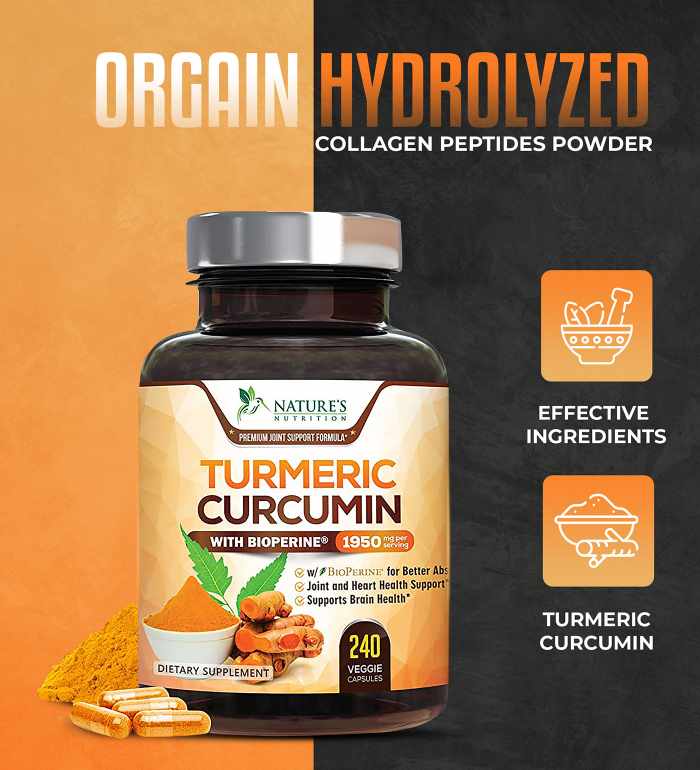 ORGAIN HYDROLYZED
COLLAGEN PEPTIDES POWDER
NATURE'S
NUTRITION
PREMIUM JOINT SUPPORT FORMULA*
TURMERIC
CURCUMIN
WITH BIOPERINE® 1950 mg per serving
w/ BIOPERINE® for Better Abs
Joint and Heart Health Support*
Supports Brain Health*
240
VEGGIE
CAPSULES
DIETARY SUPPLEMENT
EFFECTIVE
INGREDIENTS
TURMERIC
CURCUMIN